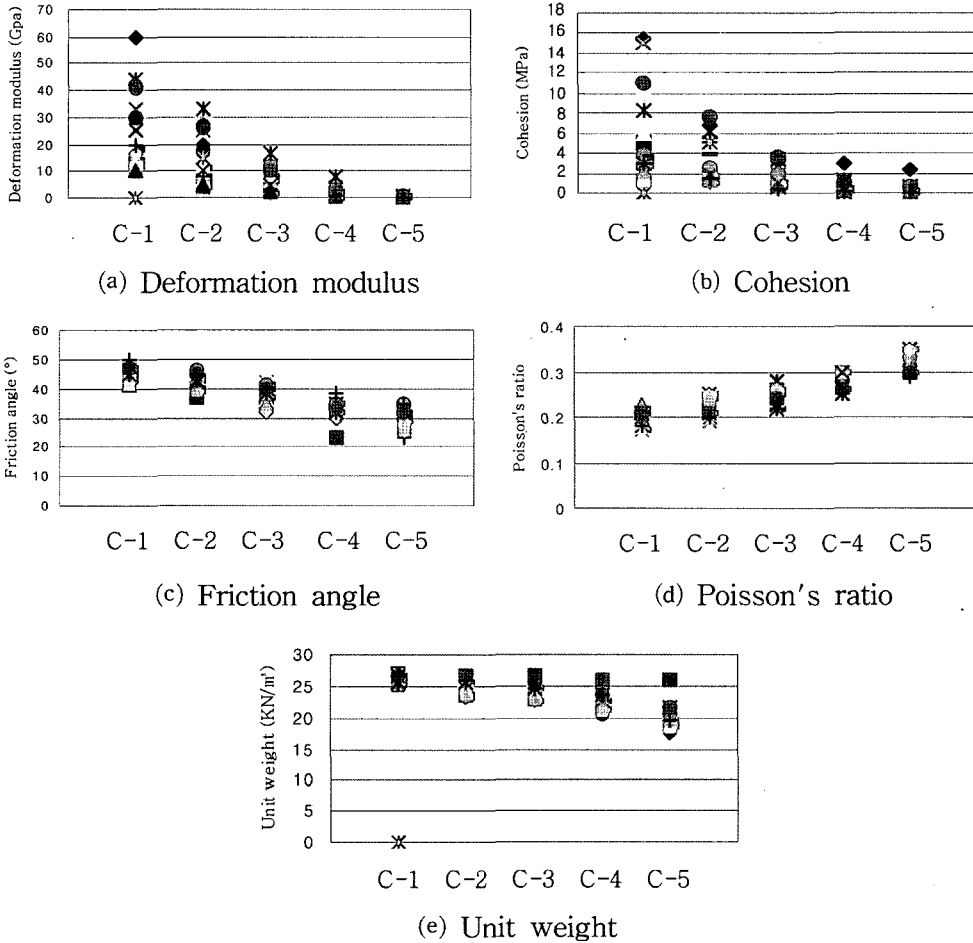 Deformation modulus (Gpa)
70
60
50
40
30
20
10
0
C-1 C-2 C-3 C-4 C-5
(a) Deformation modulus
Cohesion (MPa)
18
16
14
12
10
8
6
4
2
0
C-1 C-2 C-3 C-4 C-5
(b) Cohesion
Friction angle (°)
60
50
40
30
20
10
0
C-1 C-2 C-3 C-4 C-5
(c) Friction angle
Poisson's ratio
0.4
0.3
0.2
0.1
0
C-1 C-2 C-3 C-4 C-5
(d) Poisson's ratio
Unit weight (KN/㎥)
30
25
20
15
10
5
0
C-1 C-2 C-3 C-4 C-5
(e) Unit weight